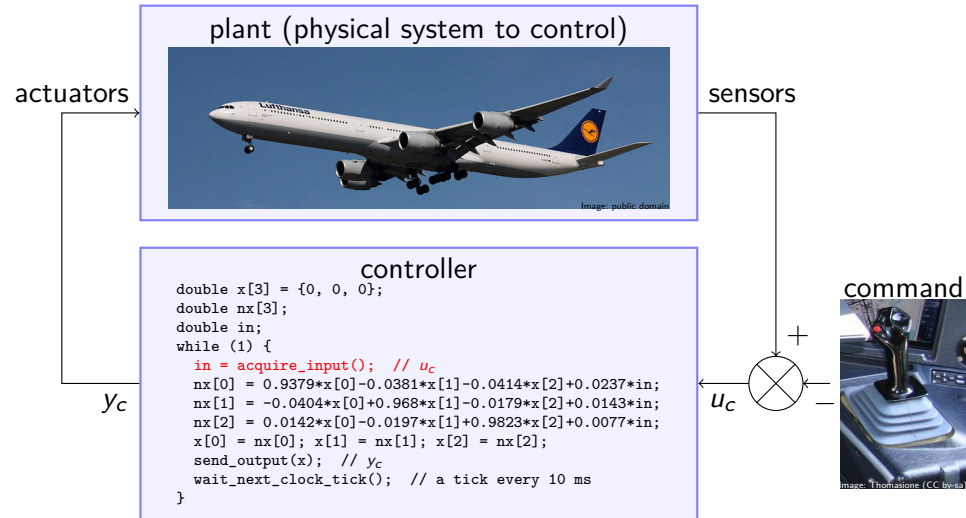 plant (physical system to control)
actuators
sensors
Lufthansa
Image: public domain
controller
double x[3] = {0, 0, 0};
double nx[3];
double in;
while (1) {
in = acquire_input(); // u_c
nx[0] = 0.9379*x[0]-0.0381*x[1]-0.0414*x[2]+0.0237*in;
nx[1] = -0.0404*x[0]+0.968*x[1]-0.0179*x[2]+0.0143*in;
nx[2] = 0.0142*x[0]-0.0197*x[1]+0.9823*x[2]+0.0077*in;
x[0] = nx[0]; x[1] = nx[1]; x[2] = nx[2];
send_output(x); // y_c
wait_next_clock_tick(); // a tick every 10 ms
}
y_c
u_c
+
−
command
Image: Thomasione (CC by-sa)